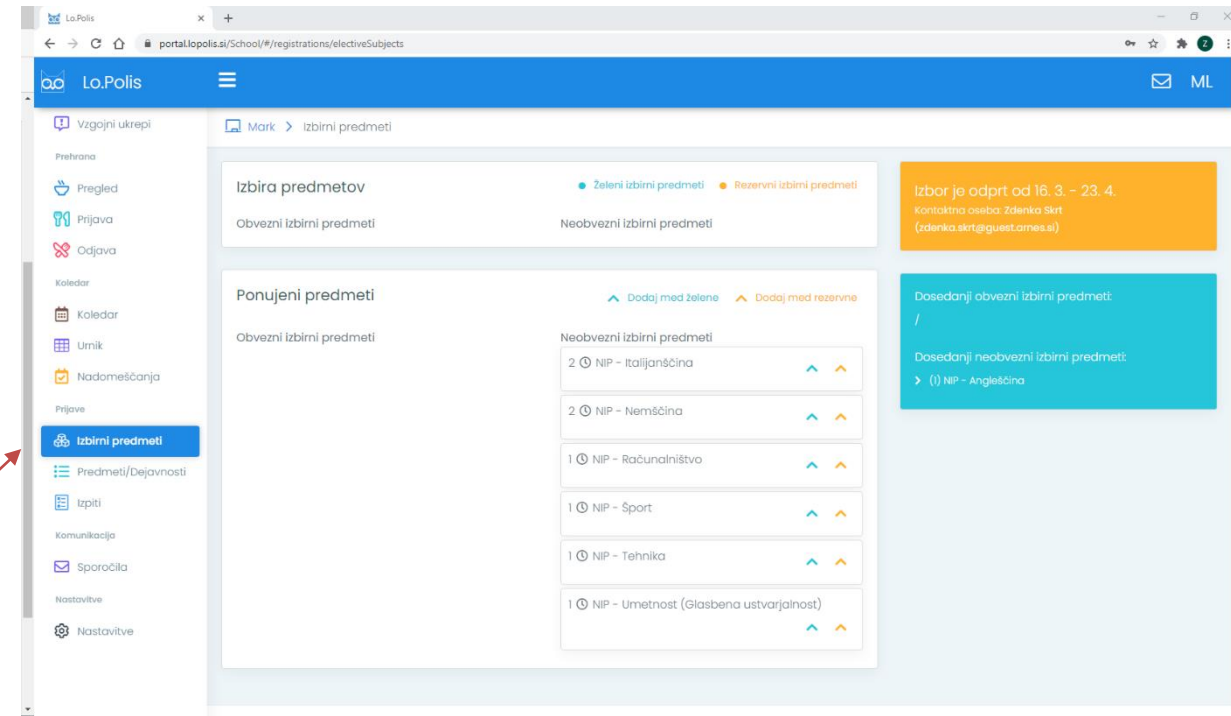 Lo.Polis
portal.lopolis.si/School/#/registrations/electiveSubjects
Z
Lo.Polis
ML
Vzgojni ukrepi
Prehrana
Pregled
Prijava
Odjava
Koledar
Koledar
Urnik
Nadomeščanja
Prijave
Izbirni predmeti
Predmeti/Dejavnosti
Izpiti
Komunikacija
Sporočila
Nastavitve
Nastavitve
Mark > Izbirni predmeti
Izbira predmetov
Želeni izbirni predmeti
Rezervni izbirni predmeti
Obvezni izbirni predmeti
Neobvezni izbirni predmeti
Ponujeni predmeti
Dodaj med želene
Dodaj med rezervne
Obvezni izbirni predmeti
Neobvezni izbirni predmeti
2 NIP - Italijanščina
2 NIP - Nemščina
1 NIP - Računalništvo
1 NIP - Šport
1 NIP - Tehnika
1 NIP - Umetnost (Glasbena ustvarjalnost)
Izbor je odprt od 16. 3. - 23. 4.
Kontaktna oseba: Zdenka Skrt
(zdenka.skrt@guest.arnes.si)
Dosedanji obvezni izbirni predmeti:
/
Dosedanji neobvezni izbirni predmeti:
> (1) NIP - Angleščina